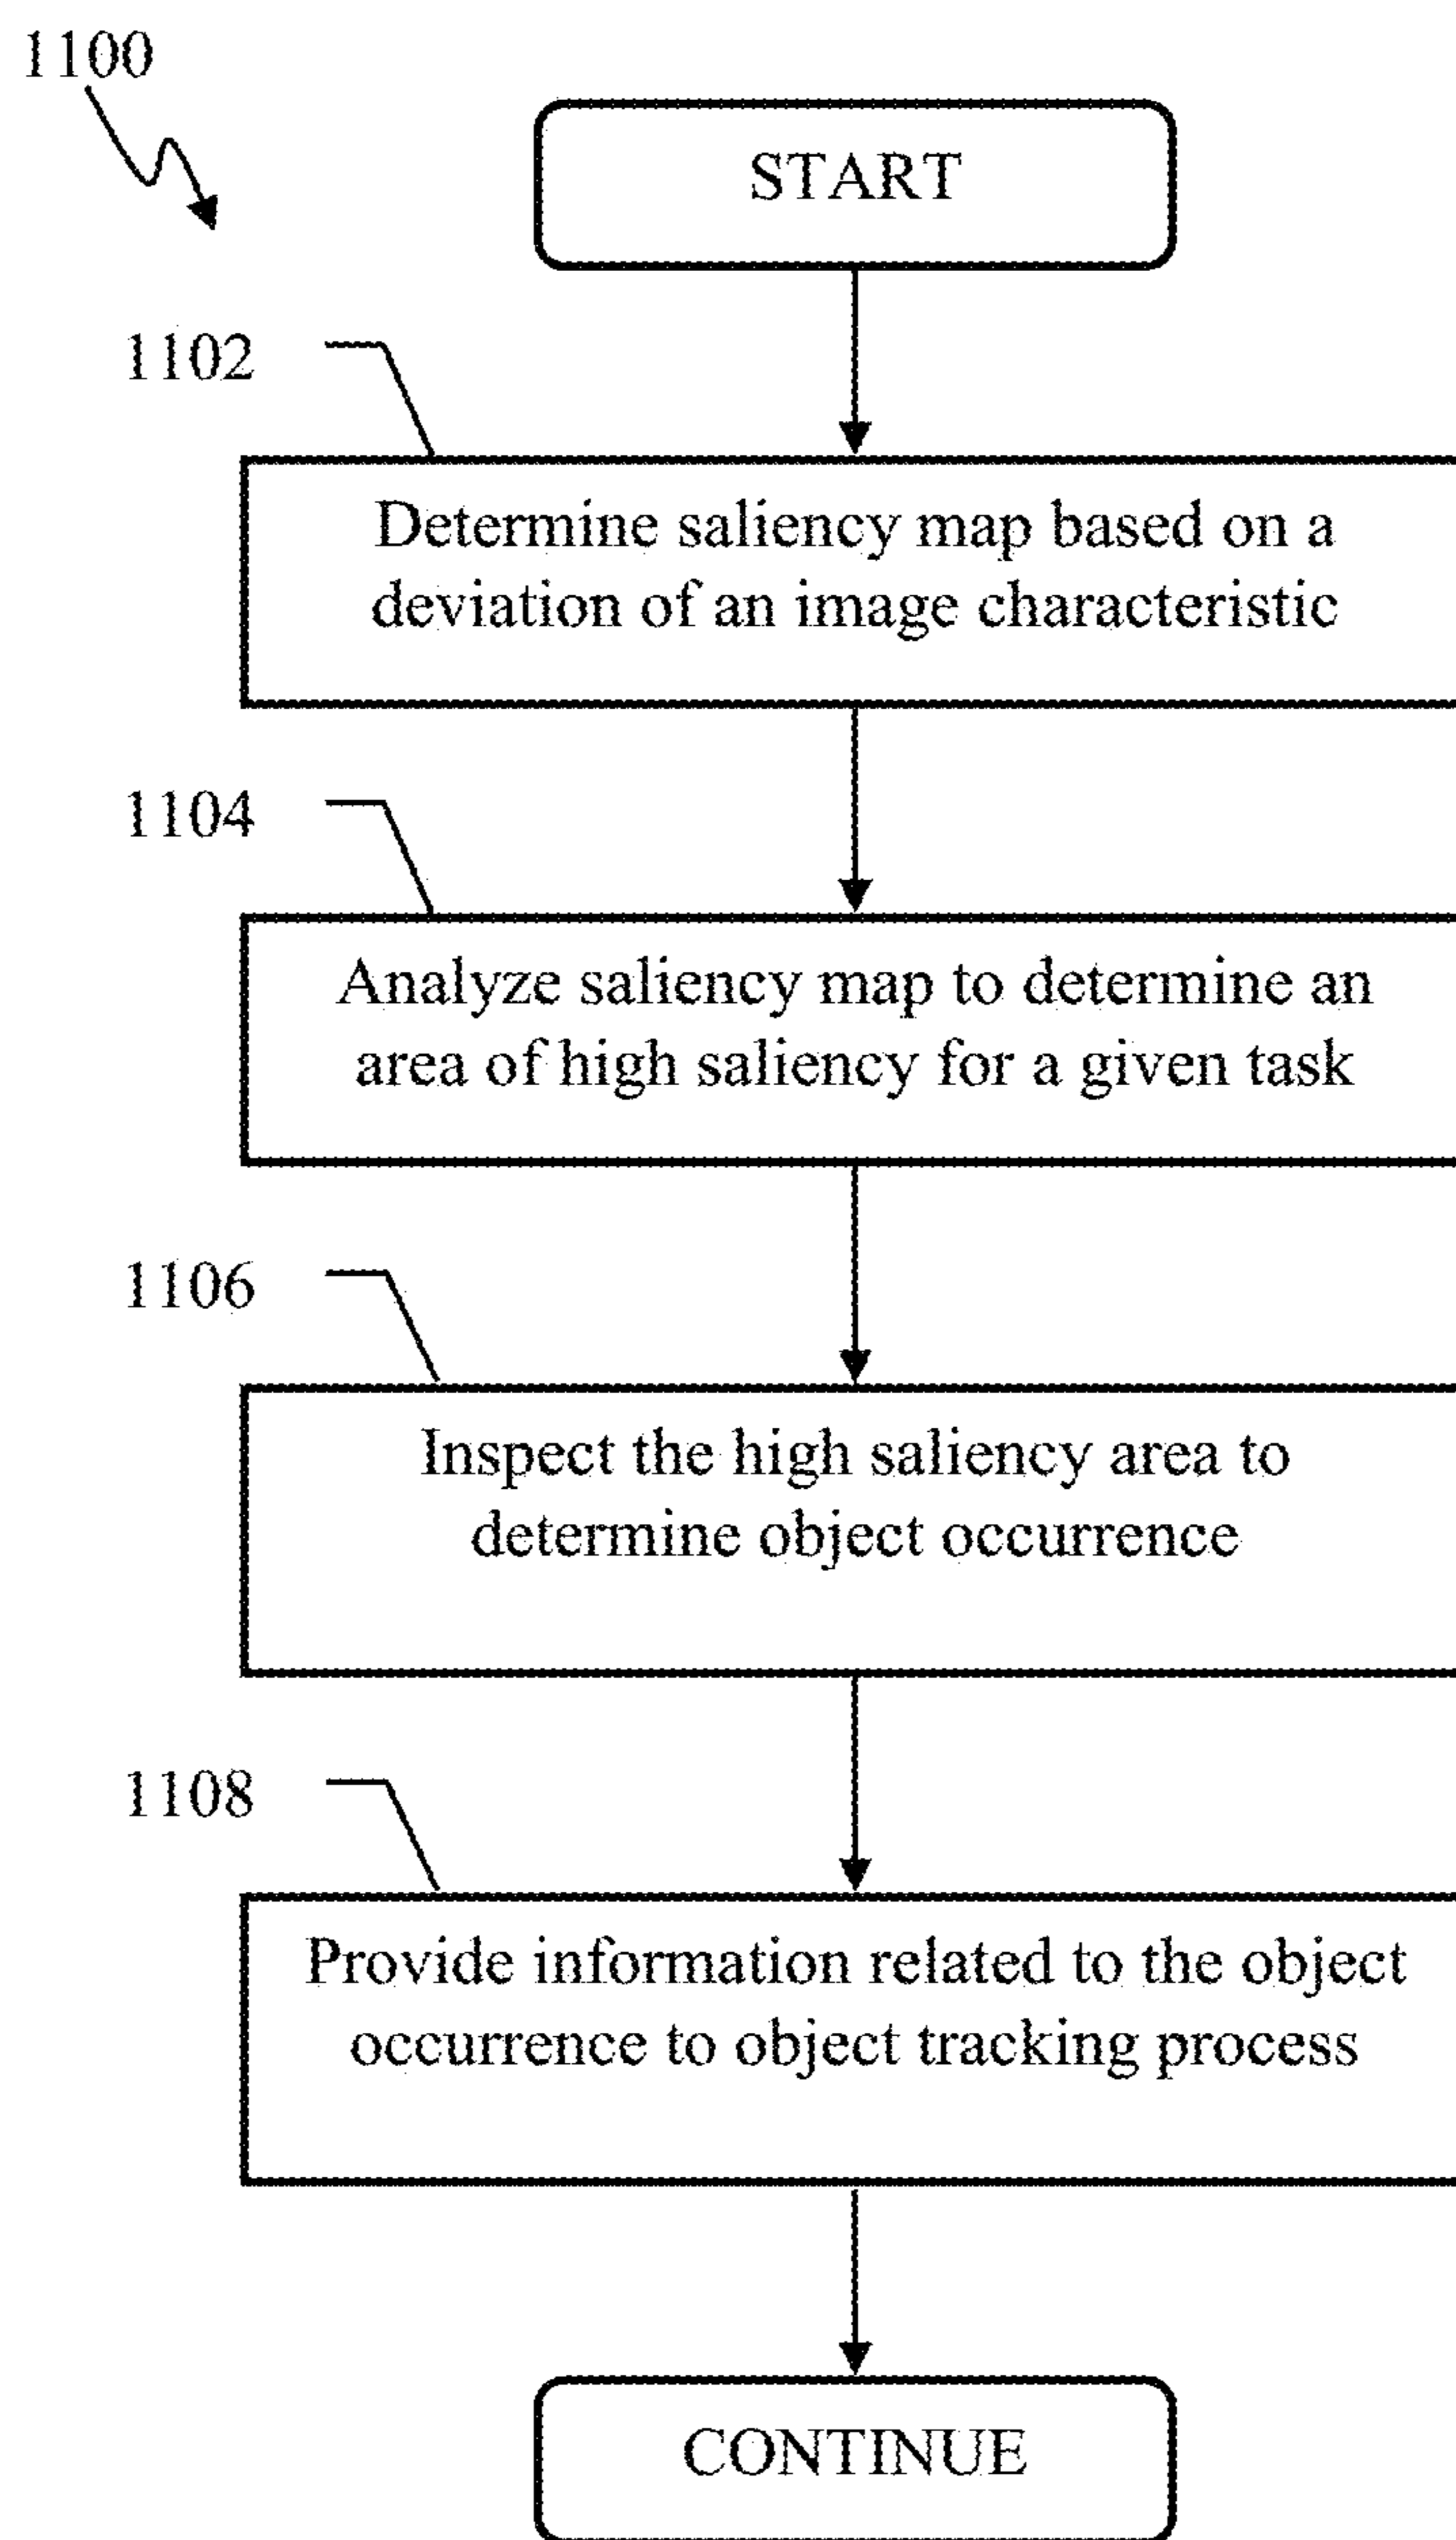 1100
START
1102
Determine saliency map based on a
deviation of an image characteristic
1104
Analyze saliency map to determine an
area of high saliency for a given task
1106
Inspect the high saliency area to
determine object occurrence
1108
Provide information related to the object
occurrence to object tracking process
CONTINUE